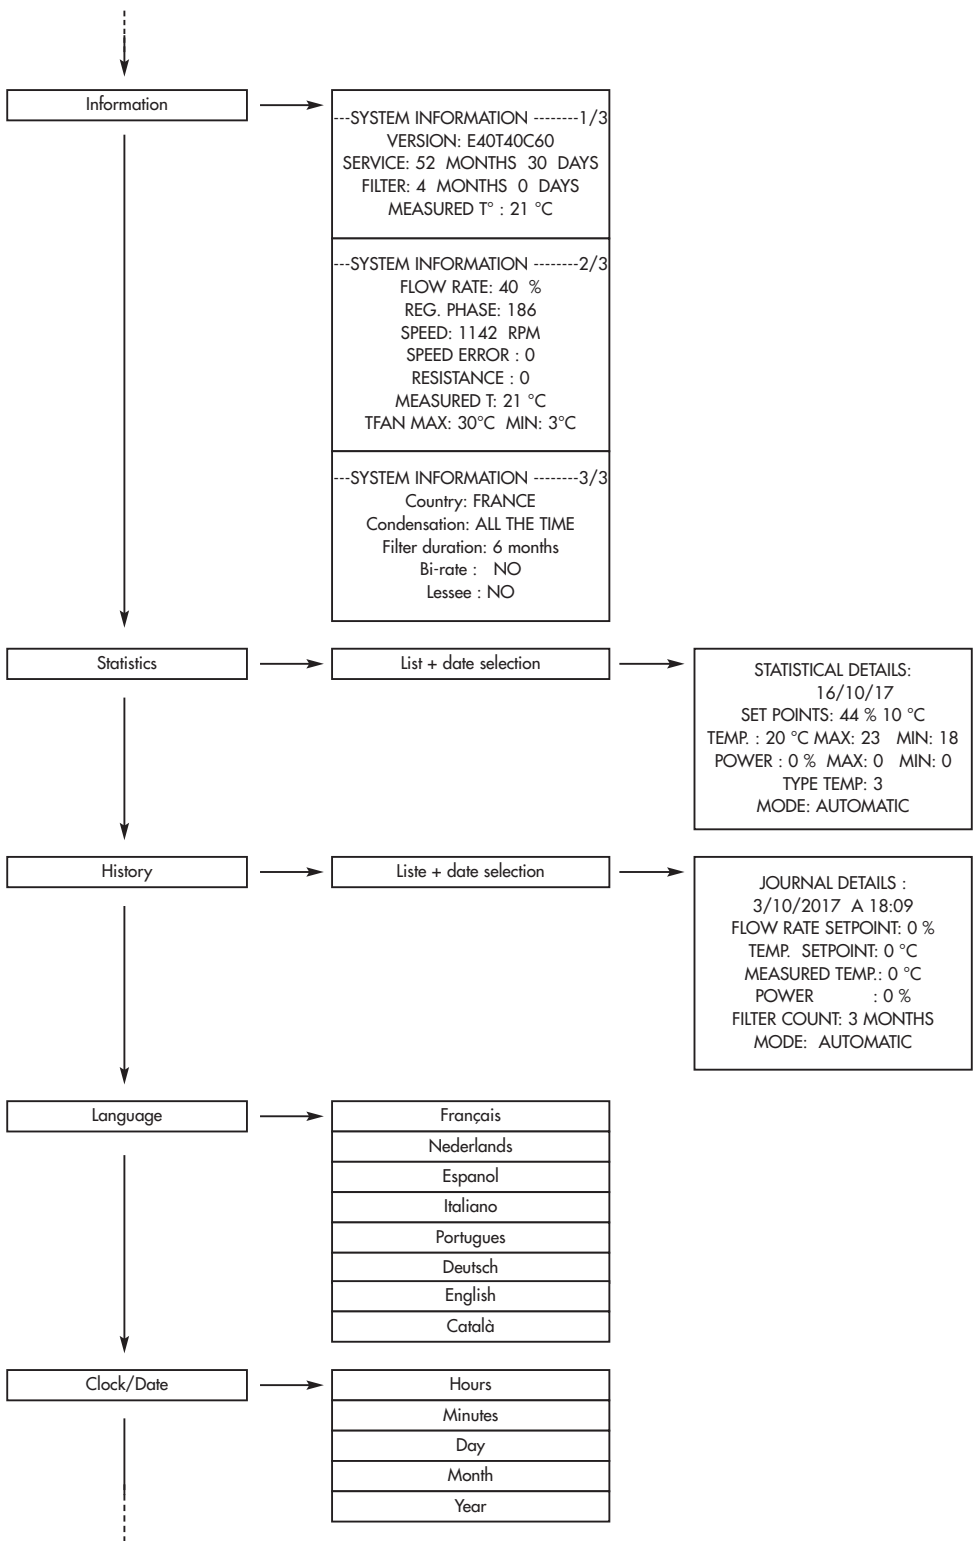 Information
---SYSTEM INFORMATION --------1/3
VERSION: E40T40C60
SERVICE: 52 MONTHS 30 DAYS
FILTER: 4 MONTHS 0 DAYS
MEASURED T° : 21 °C
---SYSTEM INFORMATION --------2/3
FLOW RATE: 40 %
REG. PHASE: 186
SPEED: 1142 RPM
SPEED ERROR : 0
RESISTANCE : 0
MEASURED T: 21 °C
TFAN MAX: 30°C MIN: 3°C
---SYSTEM INFORMATION --------3/3
Country: FRANCE
Condensation: ALL THE TIME
Filter duration: 6 months
Bi-rate : NO
Lessee : NO
Statistics
List + date selection
STATISTICAL DETAILS:
16/10/17
SET POINTS: 44 % 10 °C
TEMP. : 20 °C MAX: 23 MIN: 18
POWER : 0 % MAX: 0 MIN: 0
TYPE TEMP: 3
MODE: AUTOMATIC
History
Liste + date selection
JOURNAL DETAILS :
3/10/2017 A 18:09
FLOW RATE SETPOINT: 0 %
TEMP. SETPOINT: 0 °C
MEASURED TEMP.: 0 °C
POWER : 0 %
FILTER COUNT: 3 MONTHS
MODE: AUTOMATIC
Language
Français
Nederlands
Espanol
Italiano
Portugues
Deutsch
English
Català
Clock/Date
Hours
Minutes
Day
Month
Year